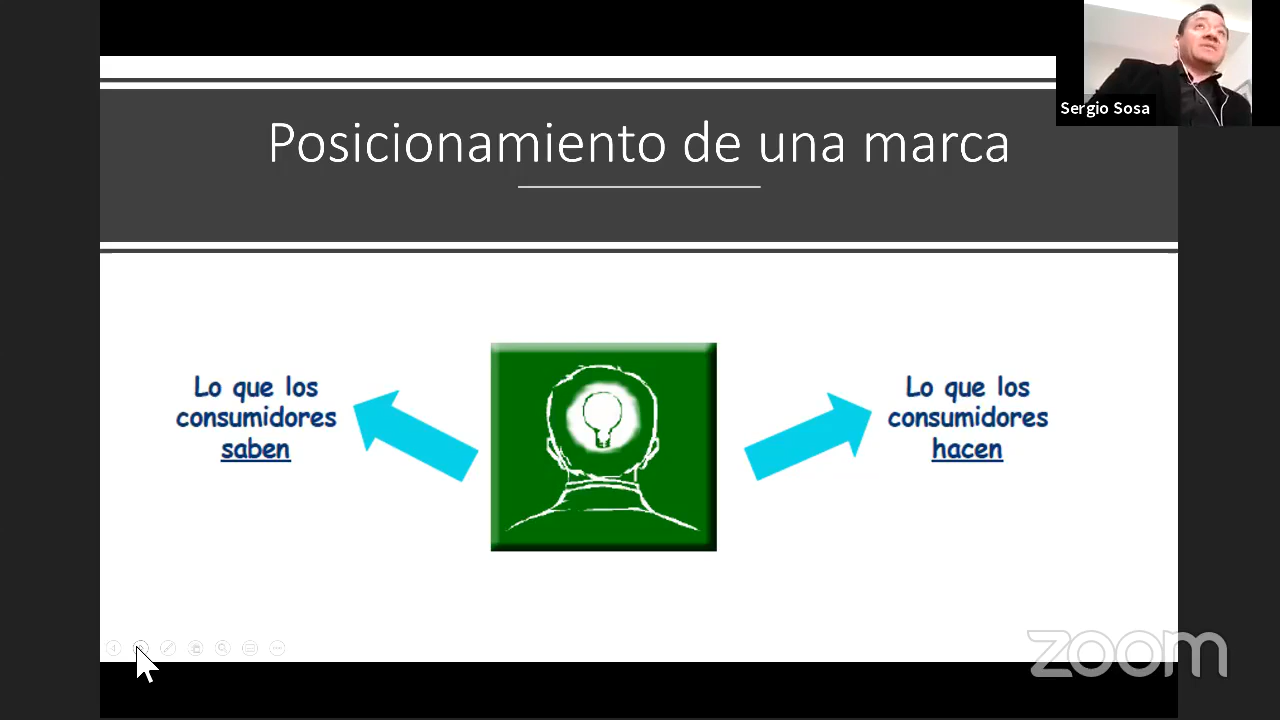 Sergio Sosa
Posicionamiento de una marca
Lo que los
consumidores
saben
Lo que los
consumidores
hacen
zoom